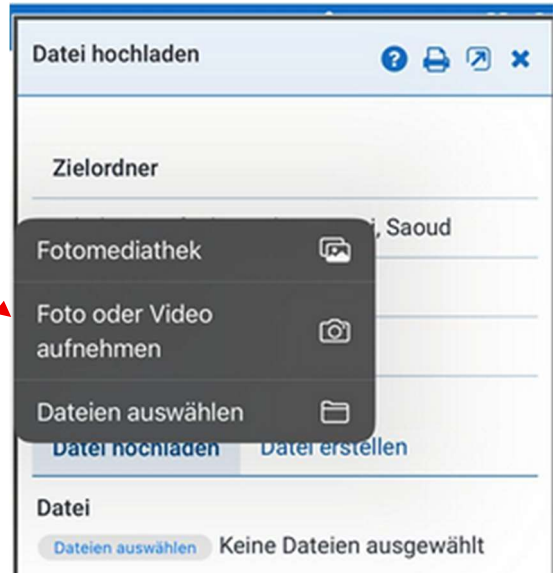 Datei hochladen
Zielordner
, Saoud
Fotomediathek
Foto oder Video
aufnehmen
Dateien auswählen
Datei hochladen Datei erstellen
Datei
Dateien auswählen Keine Dateien ausgewählt